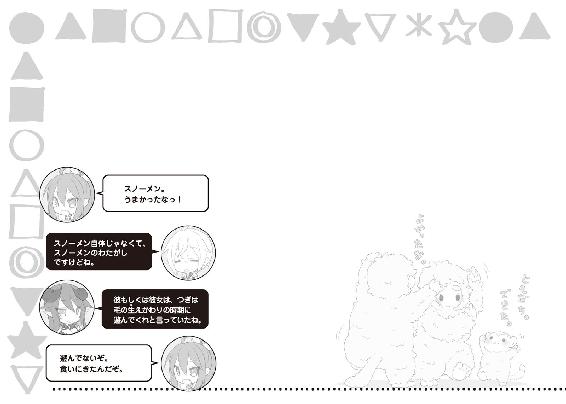 スノーメン。
うまかったなっ！
スノーメン自体じゃなくて、
スノーメンのわたがし
ですけどね。
彼もしくは彼女は、つぎは
毛の生えかわりの時期に
遊んでくれと言っていたね。
遊んでないぞ。
食いにきたんだぞ。